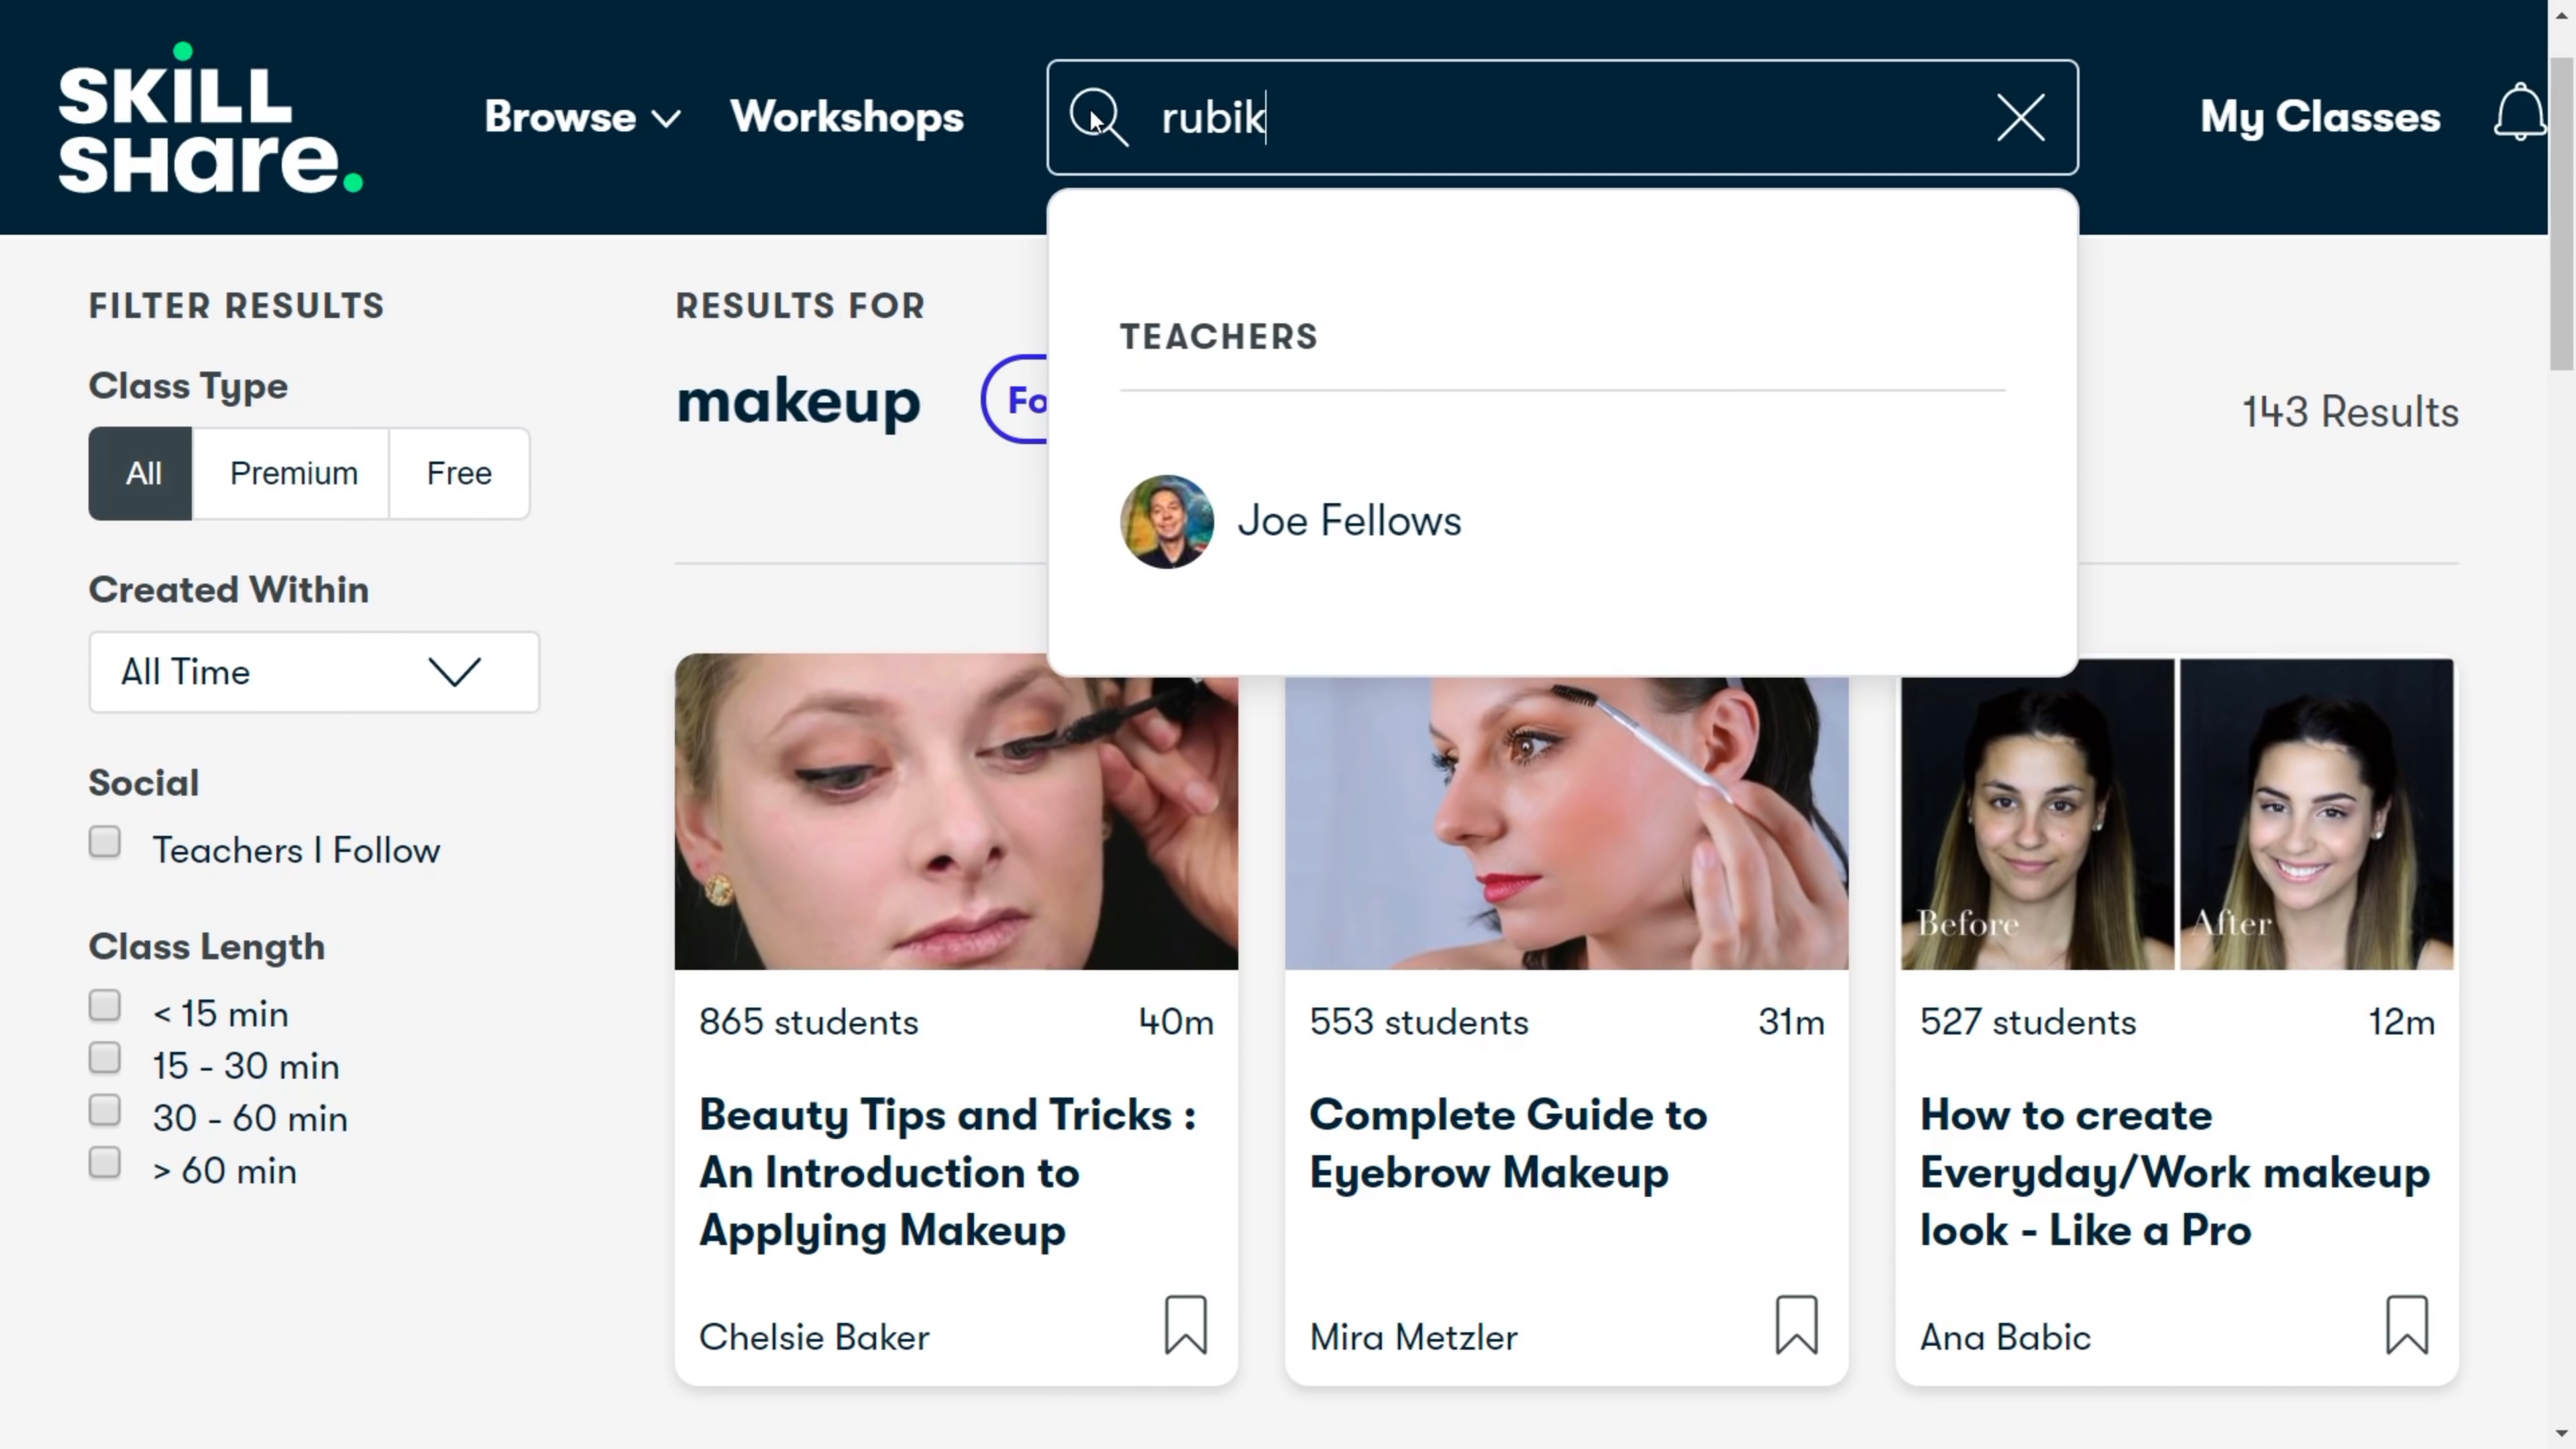 SKILL
SHare.
Browse
Workshops
rubik
My Classes
FILTER RESULTS
Class Type
All
Premium
Free
Created Within
All Time
Social
Teachers I Follow
Class Length
< 15 min
15 - 30 min
30 - 60 min
> 60 min
RESULTS FOR
makeup
Fo
143 Results
TEACHERS
Joe Fellows
865 students
40m
Beauty Tips and Tricks :
An Introduction to
Applying Makeup
Chelsie Baker
553 students
31m
Complete Guide to
Eyebrow Makeup
Mira Metzler
Before
After
527 students
12m
How to create
Everyday/Work makeup
look - Like a Pro
Ana Babic